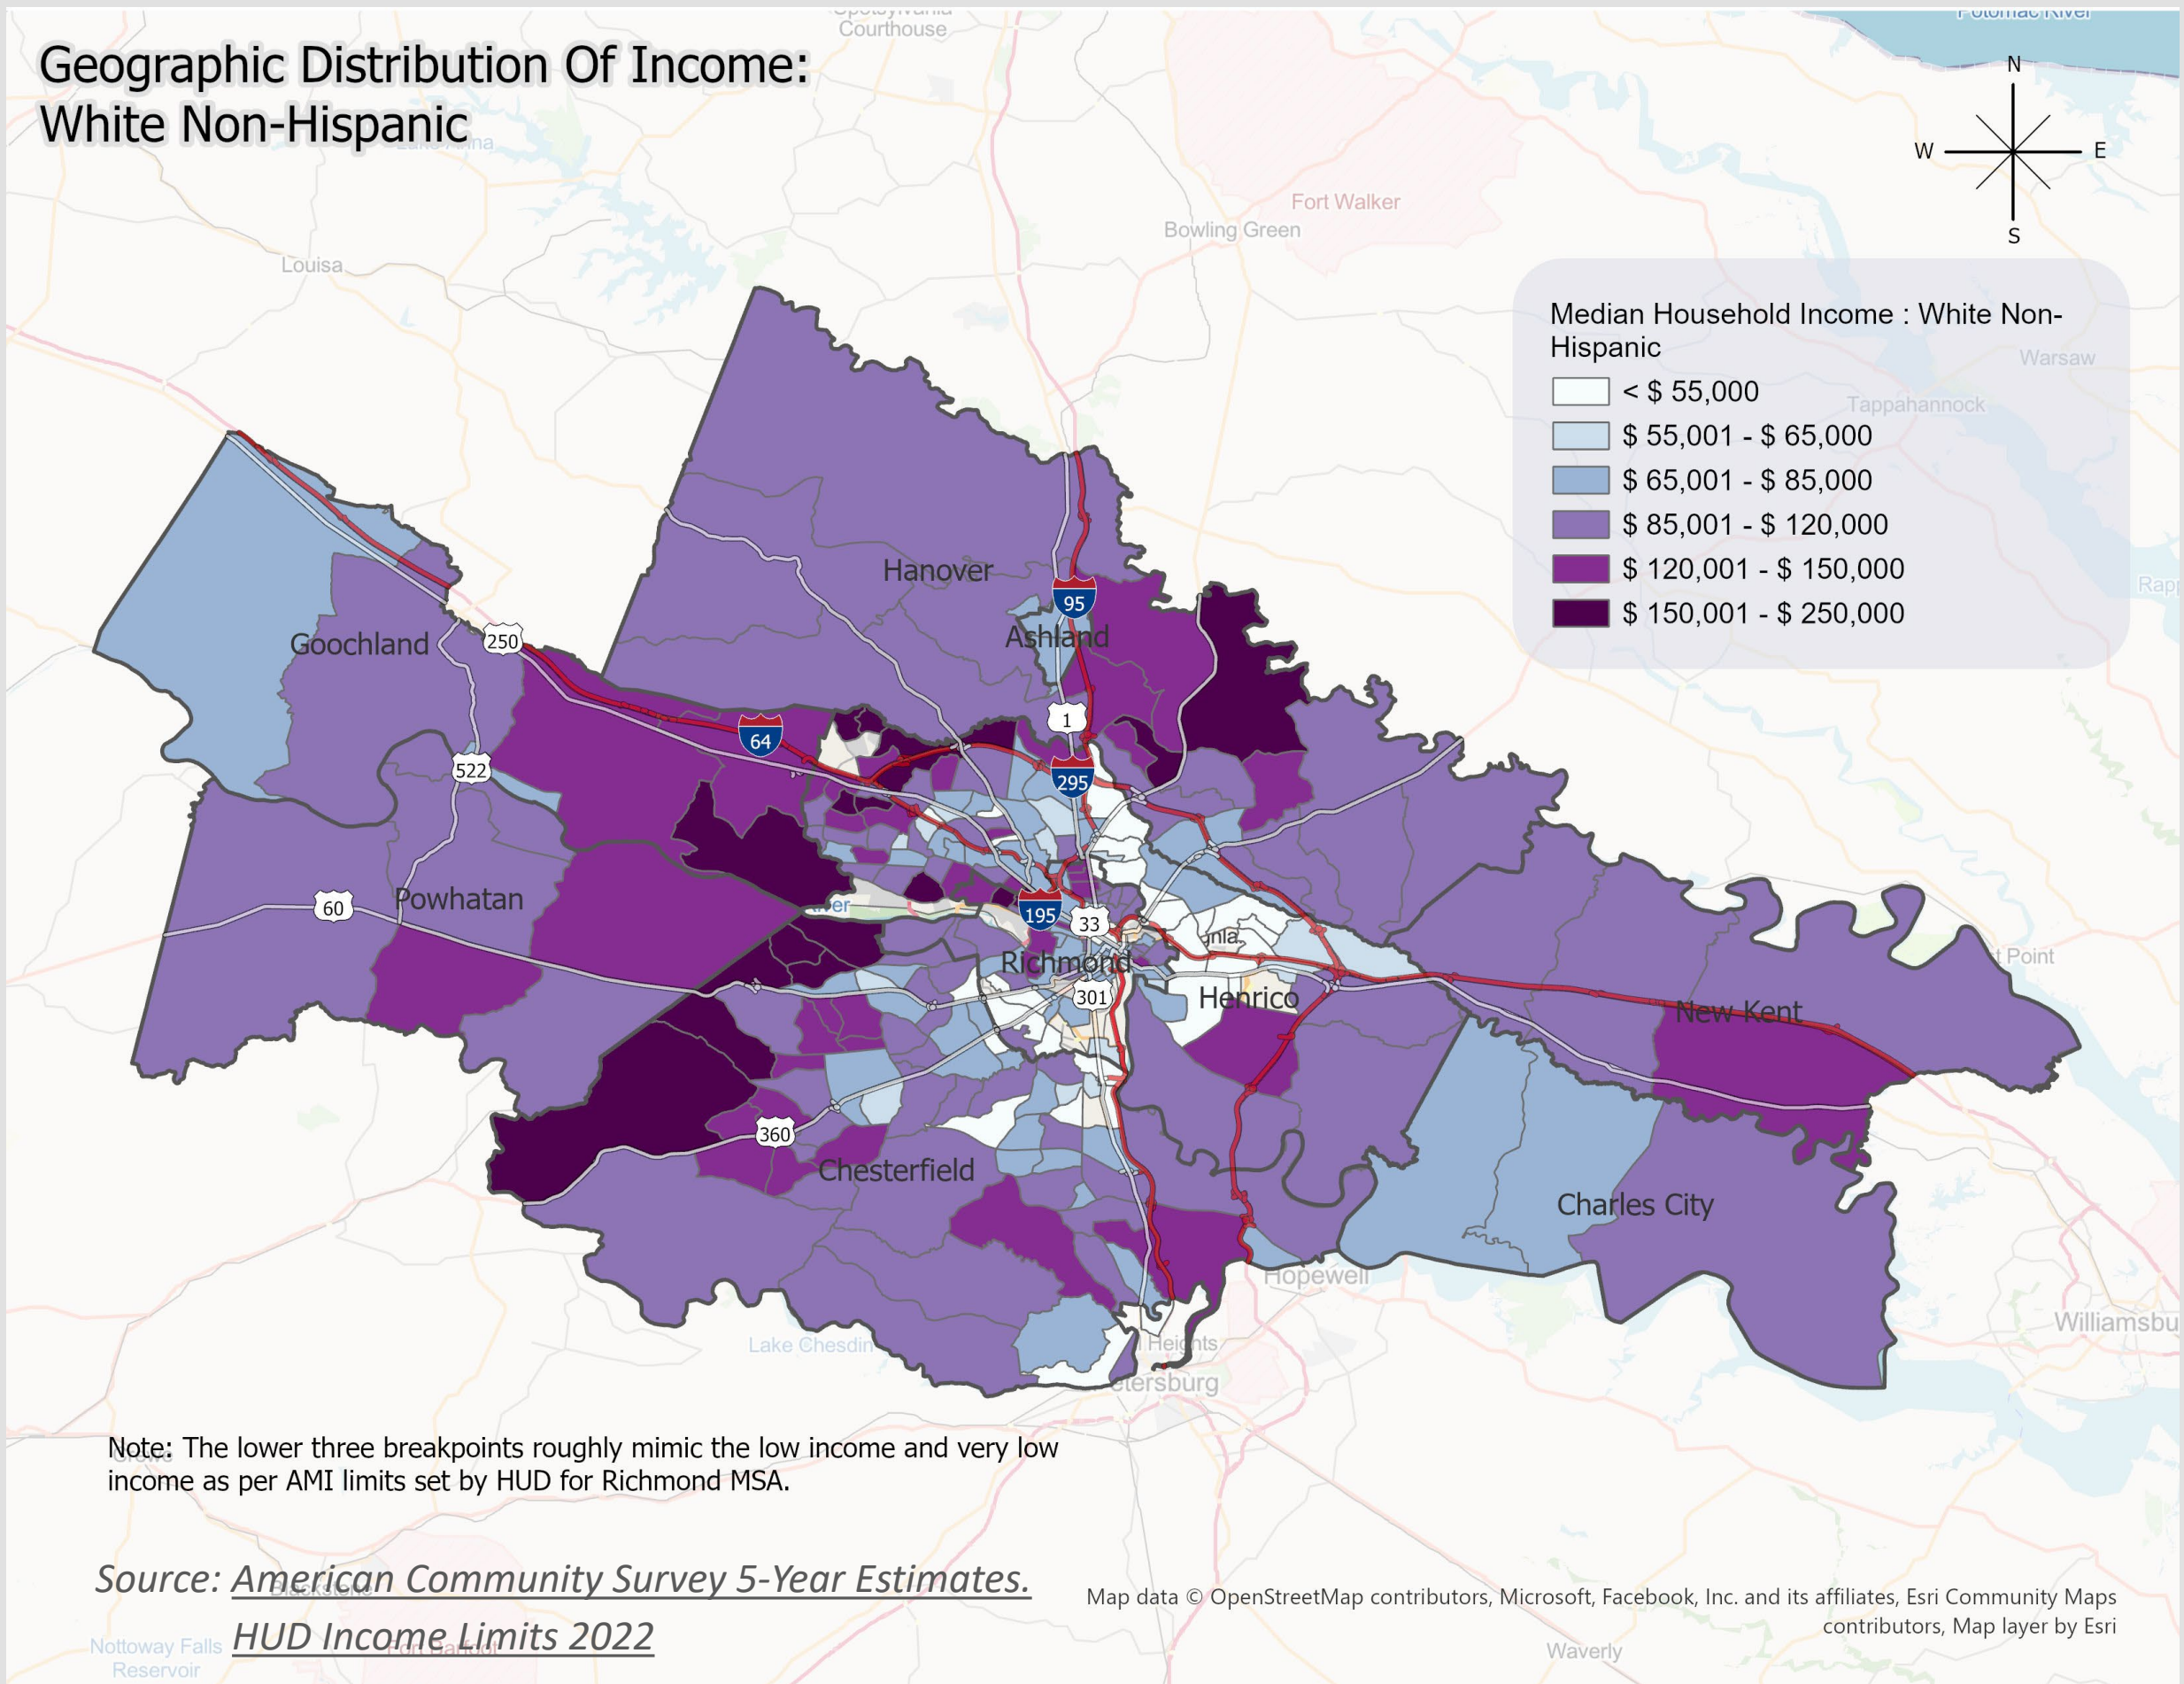 Courthouse
Potomac River
Geographic Distribution Of Income:
White Non-Hispanic
N
W
E
S
Fort Walker
Bowling Green
Louisa
Median Household Income : White Non-
Hispanic
< $ 55,000
$ 55,001 - $ 65,000
$ 65,001 - $ 85,000
$ 85,001 - $ 120,000
$ 120,001 - $ 150,000
$ 150,001 - $ 250,000
Warsaw
Tappahannock
Rap
Hanover
95
Ashland
Goochland
250
1
64
522
295
Powhatan
60
195
33
Richmond
301
Henrico
t Point
New Kent
360
Chesterfield
Charles City
Hopewell
Williamsbu
Lake Chesdin
Heights
etersburg
Note: The lower three breakpoints roughly mimic the low income and very low
income as per AMI limits set by HUD for Richmond MSA.
Source: American Community Survey 5-Year Estimates.
HUD Income Limits 2022
Blackstone
Nottoway Falls
Reservoir
Map data © OpenStreetMap contributors, Microsoft, Facebook, Inc. and its affiliates, Esri Community Maps
contributors, Map layer by Esri
Waverly